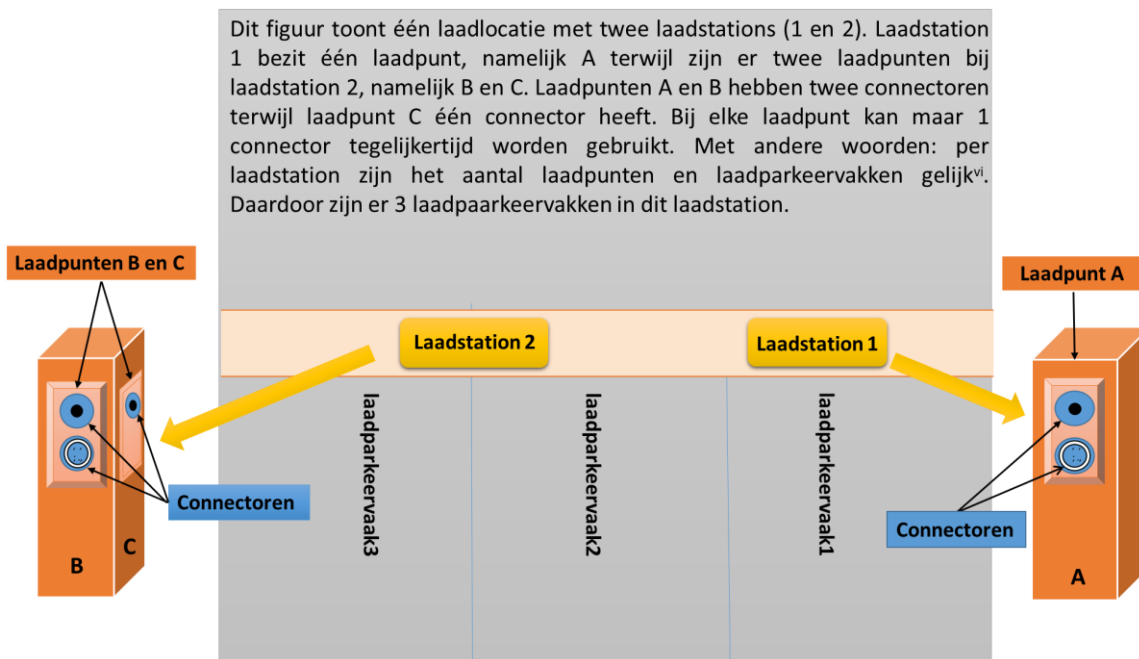 Dit figuur toont één laadlocatie met twee laadstations (1 en 2). Laadstation
1 bezit één laadpunt, namelijk A terwijl zijn er twee laadpunten bij
laadstation 2, namelijk B en C. Laadpunten A en B hebben twee connectoren
terwijl laadpunt C één connector heeft. Bij elke laadpunt kan maar 1
connector tegelijkertijd worden gebruikt. Met andere woorden: per
laadstation zijn het aantal laadpunten en laadparkeervakken gelijkᵛⁱ.
Daardoor zijn er 3 laadpaarkeervakken in dit laadstation.
Laadpunten B en C
Laadpunt A
Laadstation 2
Laadstation 1
laadparkeervaak3
laadparkeervaak2
laadparkeervaak1
Connectoren
Connectoren
B
C
A